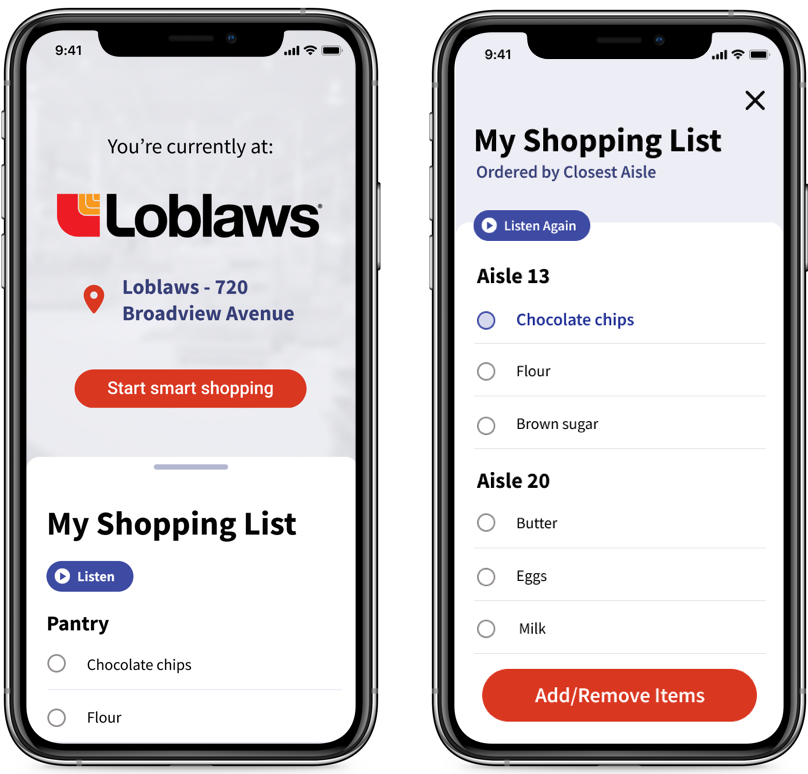 9:41
You’re currently at:
Loblaws®
Loblaws - 720
Broadview Avenue
Start smart shopping
My Shopping List
Listen
Pantry
Chocolate chips
Flour
9:41
My Shopping List
Ordered by Closest Aisle
Listen Again
Aisle 13
Chocolate chips
Flour
Brown sugar
Aisle 20
Butter
Eggs
Milk
Add/Remove Items